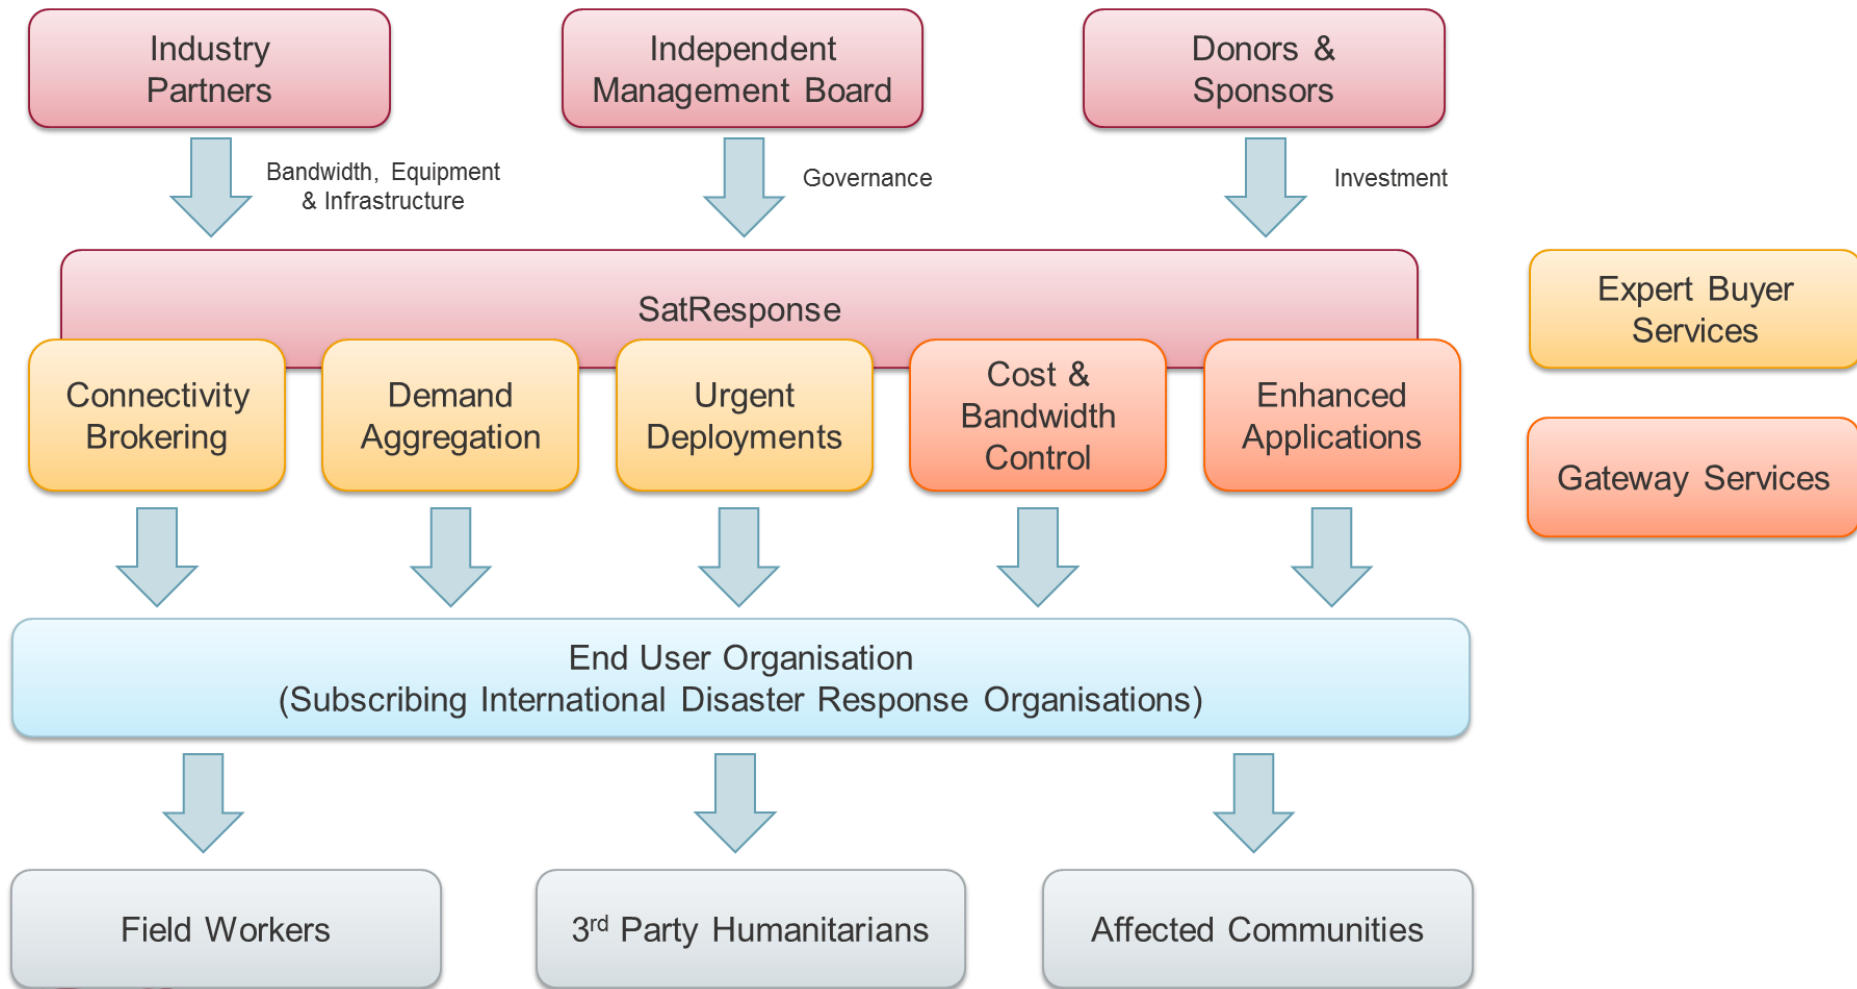 Industry
Partners
Independent
Management Board
Donors &
Sponsors
Bandwidth, Equipment
& Infrastructure
Governance
Investment
SatResponse
Expert Buyer
Services
Connectivity
Brokering
Demand
Aggregation
Urgent
Deployments
Cost &
Bandwidth
Control
Enhanced
Applications
Gateway Services
End User Organisation
(Subscribing International Disaster Response Organisations)
Field Workers
3rd Party Humanitarians
Affected Communities